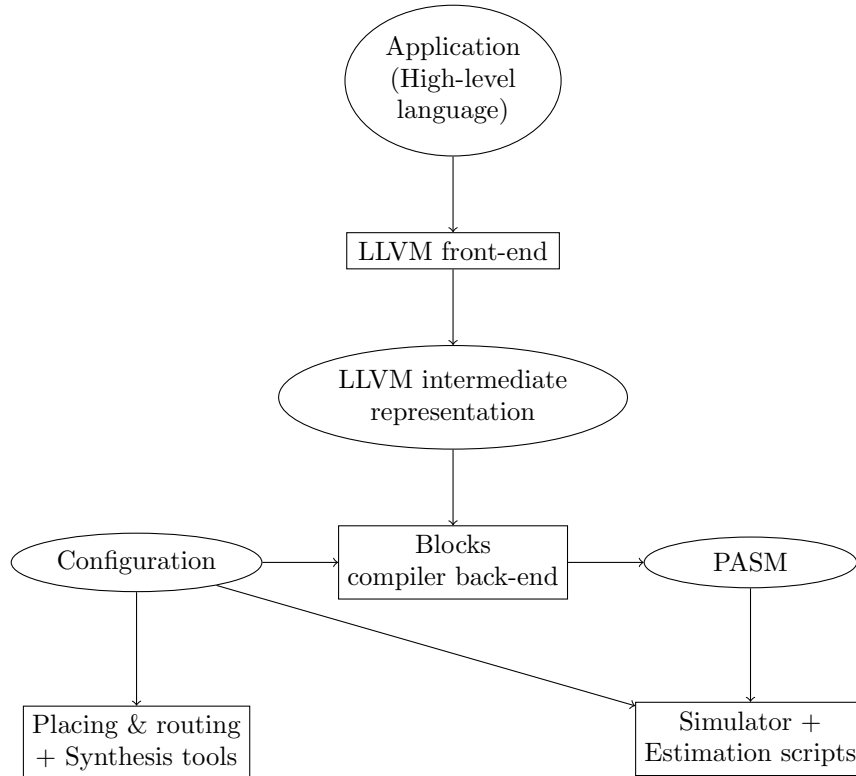 Application
(High-level
language)
LLVM front-end
LLVM intermediate
representation
Configuration
Blocks
compiler back-end
PASM
Placing & routing
+ Synthesis tools
Simulator +
Estimation scripts